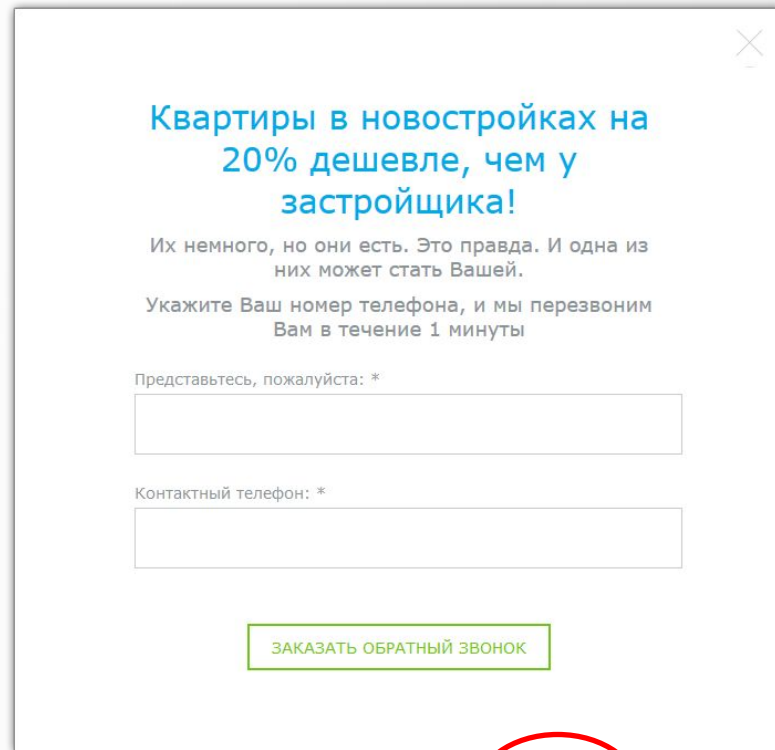 Квартиры в новостройках на
20% дешевле, чем у
застройщика!
Их немного, но они есть. Это правда. И одна из
них может стать Вашей.
Укажите Ваш номер телефона, и мы перезвоним
Вам в течение 1 минуты
Представьтесь, пожалуйста: *
Контактный телефон: *
ЗАКАЗАТЬ ОБРАТНЫЙ ЗВОНОК